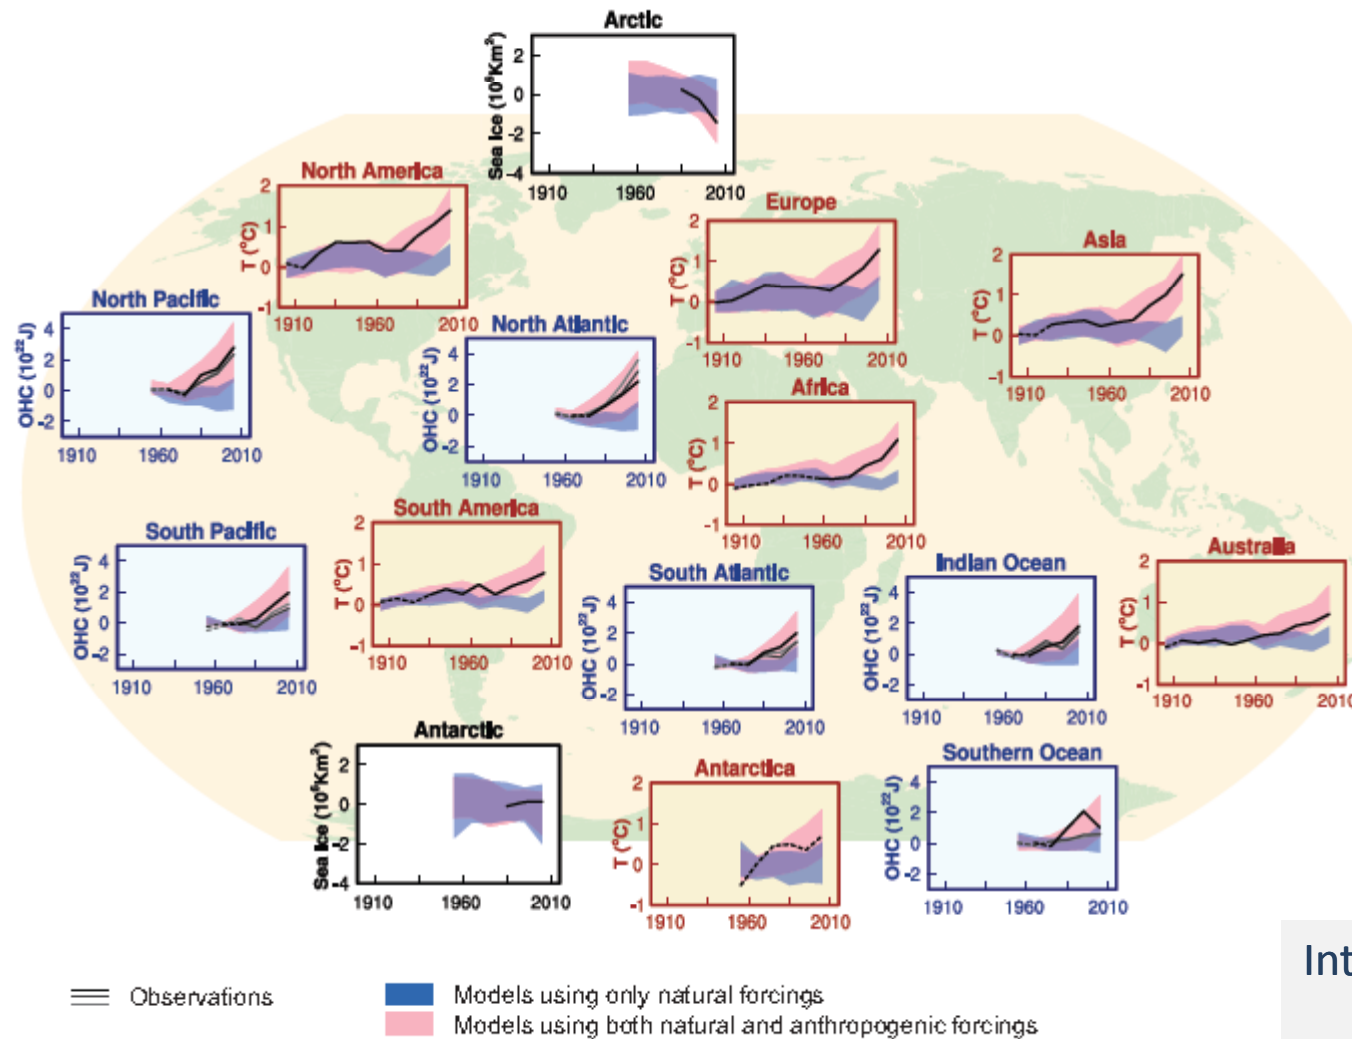 Arctic
Sea Ice (10⁶Km²)
2
0
-2
-4
1910 1960 2010
North America
T (°C)
2
1
0
-1
1910 1960 2010
Europe
T (°C)
2
1
0
-1
1910 1960 2010
Asia
T (°C)
2
1
0
-1
1910 1960 2010
North Pacific
OHC (10²²J)
4
2
0
-2
1910 1960 2010
North Atlantic
OHC (10²²J)
4
2
0
-2
1910 1960 2010
Africa
T (°C)
2
1
0
-1
1910 1960 2010
South America
T (°C)
2
1
0
-1
1910 1960 2010
South Pacific
OHC (10²²J)
4
2
0
-2
1910 1960 2010
South Atlantic
OHC (10²²J)
4
2
0
-2
1910 1960 2010
Indian Ocean
OHC (10²²J)
4
2
0
-2
1910 1960 2010
Australia
T (°C)
2
1
0
-1
1910 1960 2010
Antarctic
Sea Ice (10⁶Km²)
2
0
-2
-4
1910 1960 2010
Antarctica
T (°C)
2
1
0
-1
1910 1960 2010
Southern Ocean
OHC (10²²J)
4
2
0
-2
1910 1960 2010
Int
Observations
Models using only natural forcings
Models using both natural and anthropogenic forcings